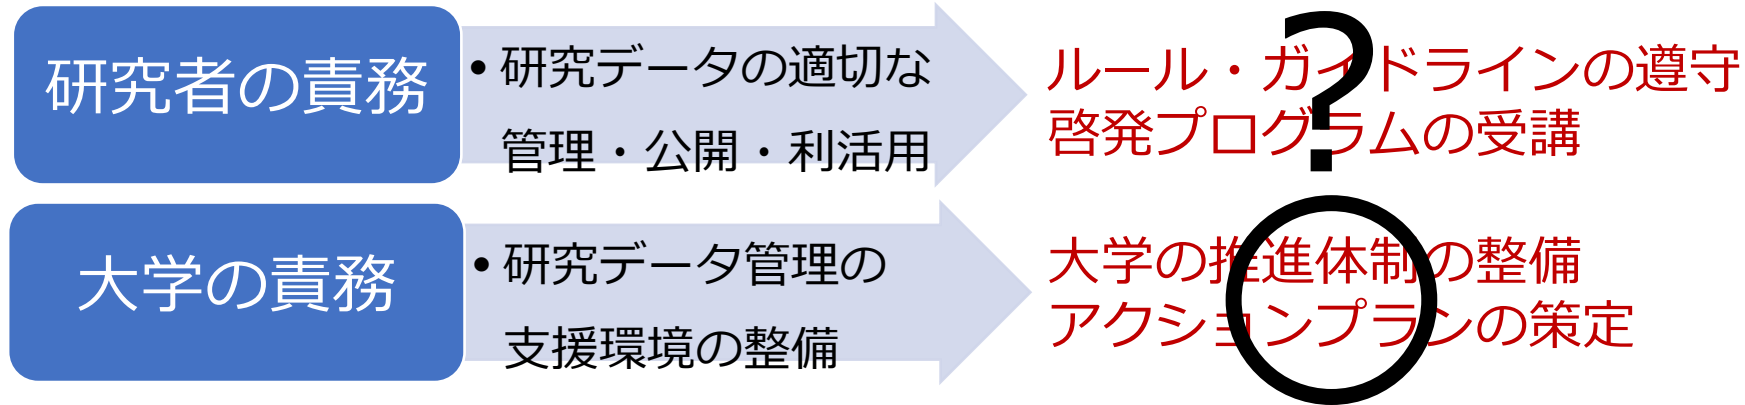 研究者の責務
• 研究データの適切な
管理・公開・利活用
ルール・ガイドラインの遵守
啓発プログラムの受講
?
大学の責務
• 研究データ管理の
支援環境の整備
大学の推進体制の整備
アクションプランの策定
○